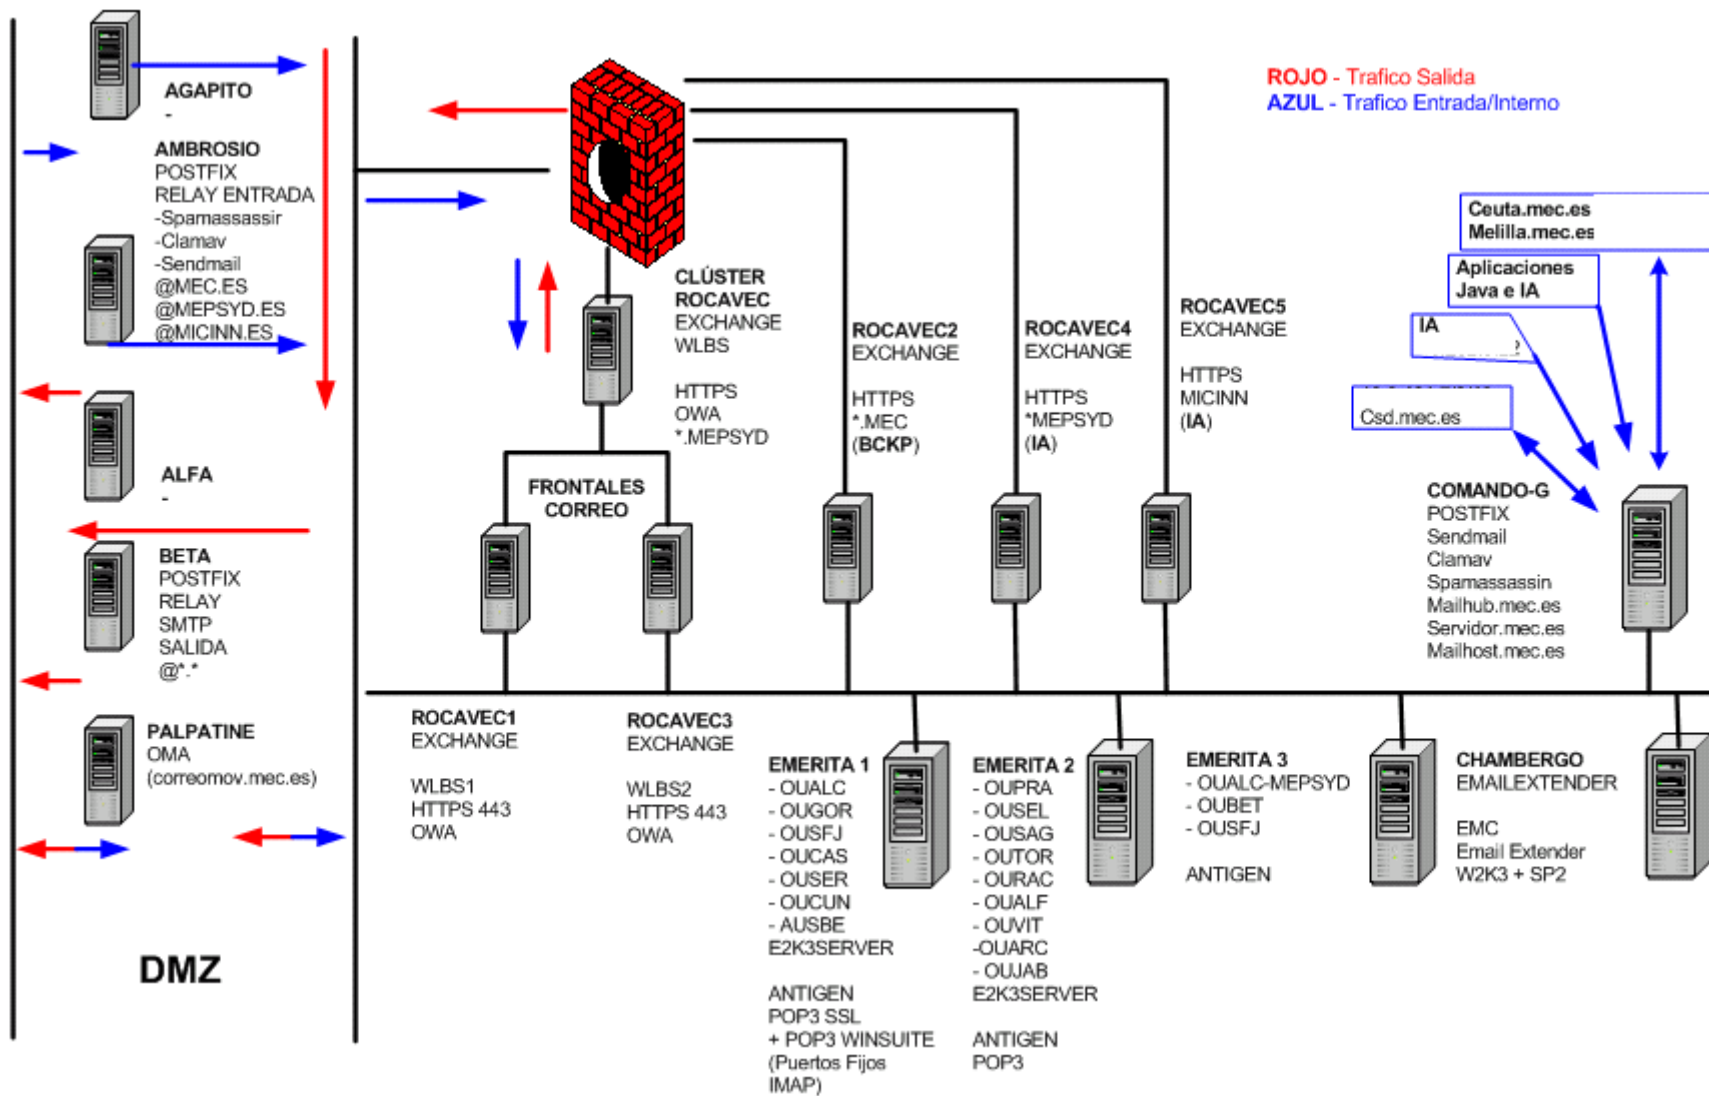 AGAPITO
-
AMBROSIO
POSTFIX
RELAY ENTRADA
-Spamassassir
-Clamav
-Sendmail
@MEC.ES
@MEPSYD.ES
@MICINN.ES
ALFA
-
BETA
POSTFIX
RELAY
SMTP
SALIDA
@*.*
PALPATINE
OMA
(correomov.mec.es)
DMZ
ROJO - Trafico Salida
AZUL - Trafico Entrada/Interno
CLÚSTER
ROCAVEC
EXCHANGE
WLBS
HTTPS
OWA
*.MEPSYD
FRONTALES
CORREO
ROCAVEC2
EXCHANGE
HTTPS
*.MEC
(BCKP)
ROCAVEC4
EXCHANGE
HTTPS
*MEPSYD
(IA)
ROCAVEC5
EXCHANGE
HTTPS
MICINN
(IA)
Ceuta.mec.es
Melilla.mec.es
Aplicaciones
Java e IA
IA
Csd.mec.es
COMANDO-G
POSTFIX
Sendmail
Clamav
Spamassassin
Mailhub.mec.es
Servidor.mec.es
Mailhost.mec.es
ROCAVEC1
EXCHANGE
WLBS1
HTTPS 443
OWA
ROCAVEC3
EXCHANGE
WLBS2
HTTPS 443
OWA
EMERITA 1
- OUALC
- OUGOR
- OUSFJ
- OUCAS
- OUSER
- OUCUN
- AUSBE
E2K3SERVER
ANTIGEN
POP3 SSL
+ POP3 WINSUITE
(Puertos Fijos
IMAP)
EMERITA 2
- OUPRA
- OUSEL
- OUSAG
- OUTOR
- OURAC
- OUALF
- OUVIT
-OUARC
- OUJAB
E2K3SERVER
ANTIGEN
POP3
EMERITA 3
- OUALC-MEPSYD
- OUBET
- OUSFJ
ANTIGEN
CHAMBERGO
EMAILEXTENDER
EMC
Email Extender
W2K3 + SP2